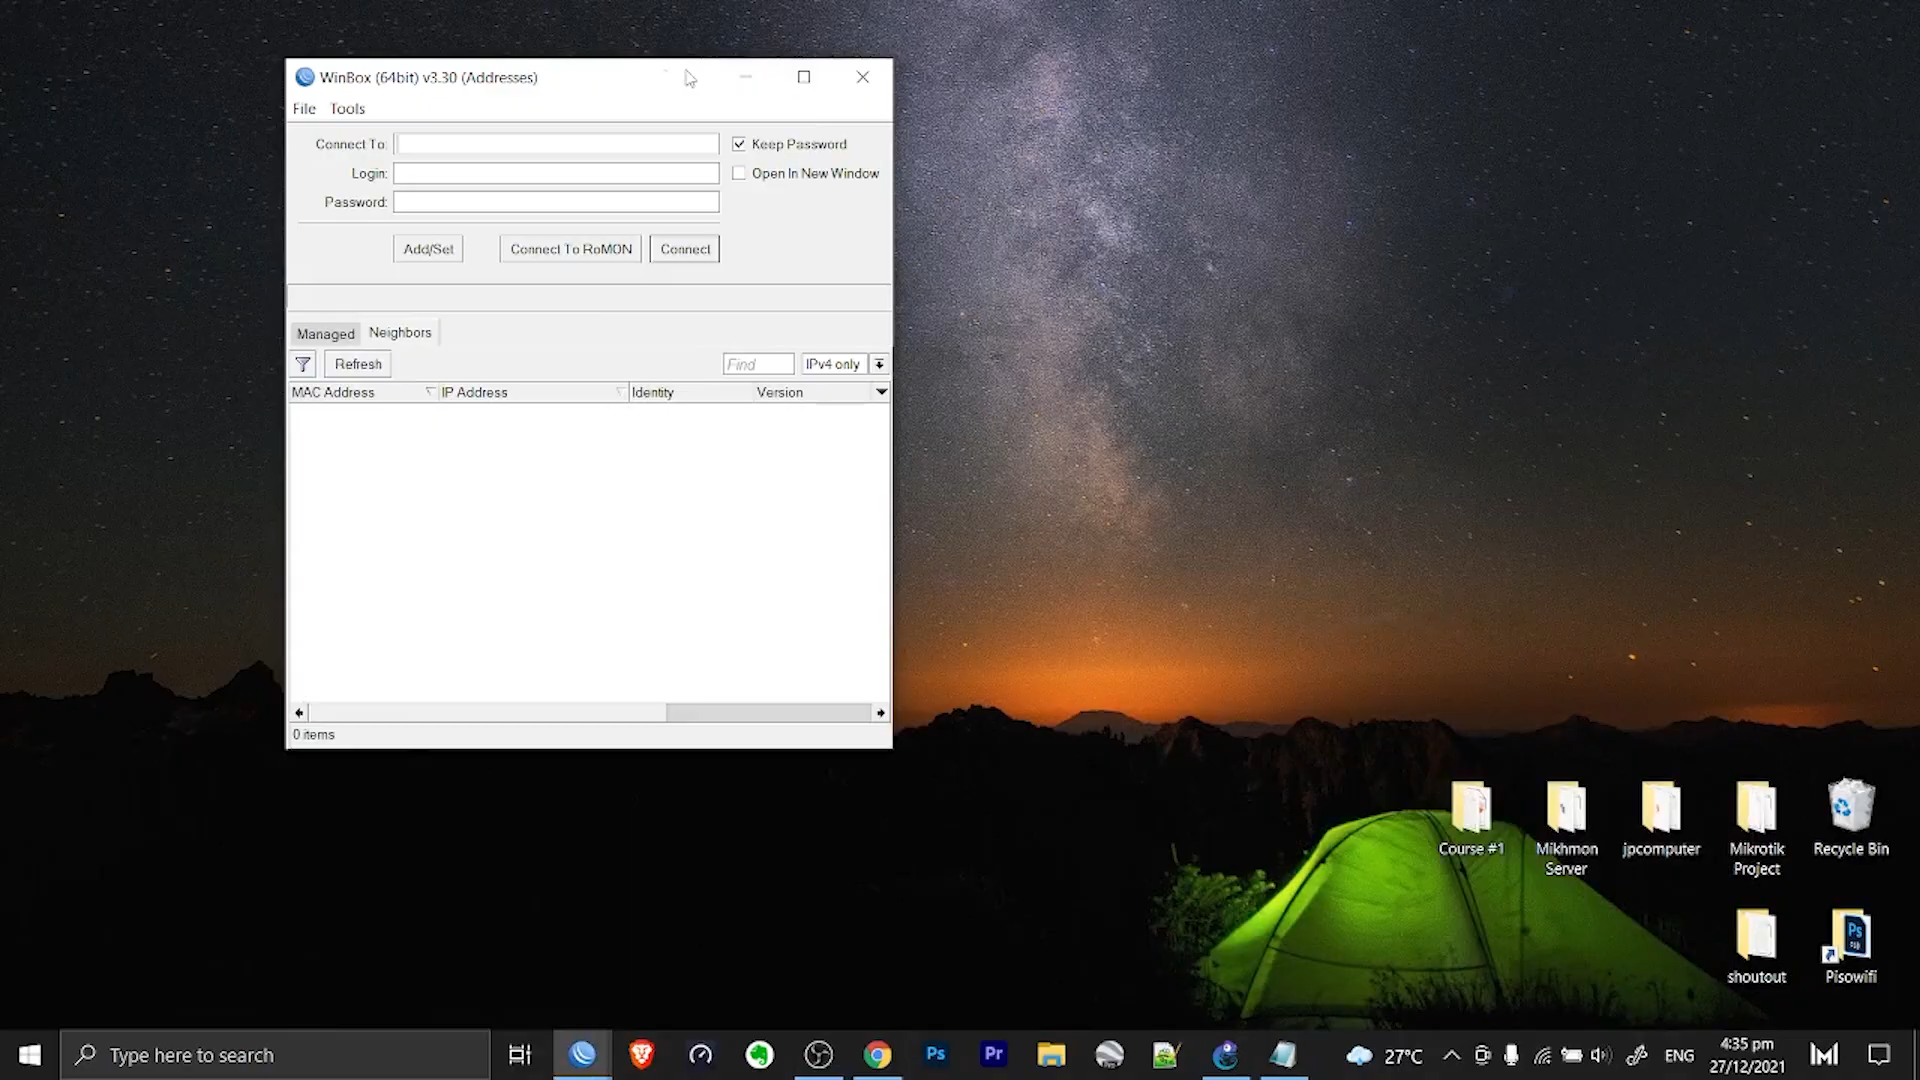 WinBox (64bit) v3.30 (Addresses)
File Tools
Connect To:
Keep Password
Login:
Open In New Window
Password:
Add/Set Connect To RoMON Connect
Managed Neighbors
Refresh Find IPv4 only
MAC Address IP Address Identity Version
0 items
Course #1
Mikhmon
Server
jpcomputer
Mikrotik
Project
Recycle Bin
shoutout
Ps
Pisowifi
Type here to search
Ps
Pr
27°C
ENG
4:35 pm
27/12/2021